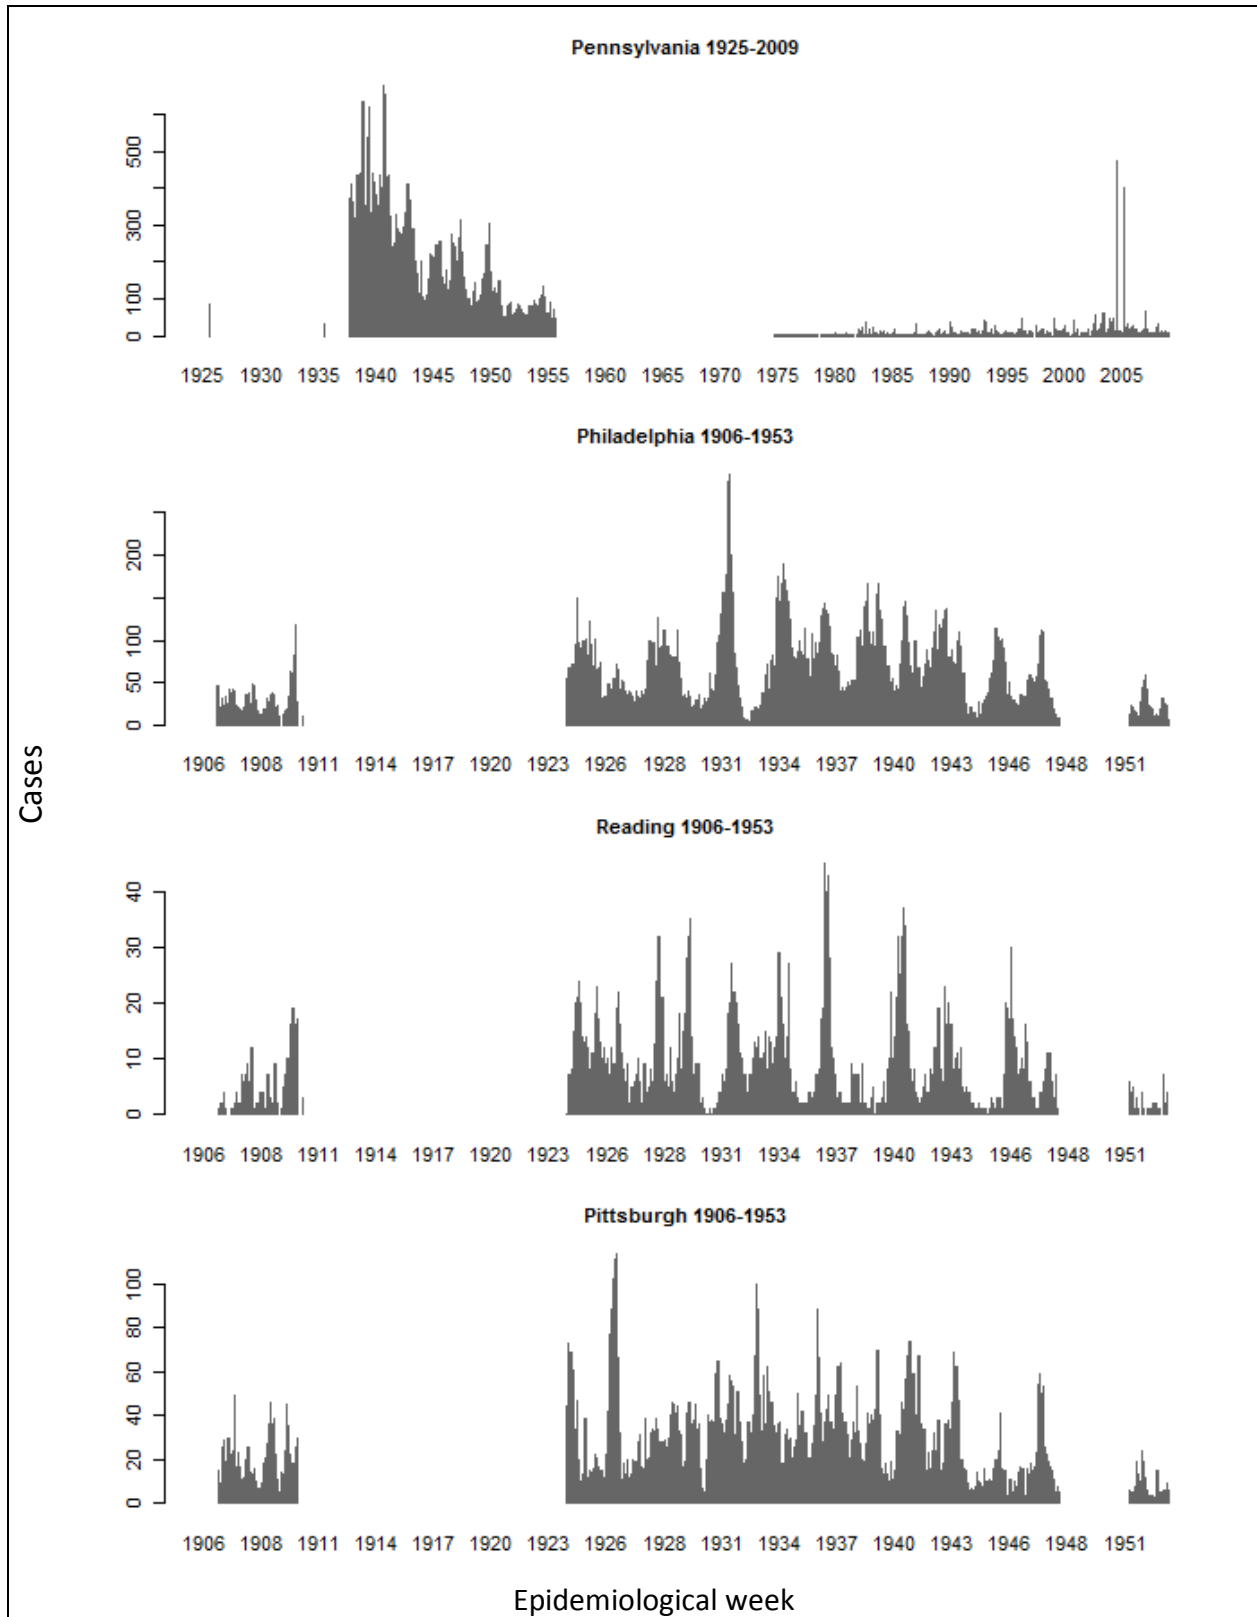 Pennsylvania 1925-2009
500
300
100
0
1925 1930 1935 1940 1945 1950 1955 1960 1965 1970 1975 1980 1985 1990 1995 2000 2005
Philadelphia 1906-1953
200
100
50
0
1906 1908 1911 1914 1917 1920 1923 1926 1928 1931 1934 1937 1940 1943 1946 1948 1951
Cases
Reading 1906-1953
40
30
20
10
0
1906 1908 1911 1914 1917 1920 1923 1926 1928 1931 1934 1937 1940 1943 1946 1948 1951
Pittsburgh 1906-1953
100
80
60
40
20
0
1906 1908 1911 1914 1917 1920 1923 1926 1928 1931 1934 1937 1940 1943 1946 1948 1951
Epidemiological week